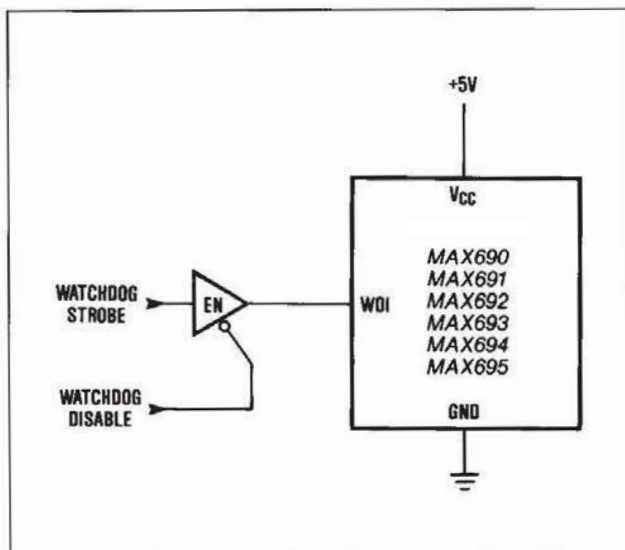 +5V
VCC
MAX690
MAX691
MAX692
MAX693
MAX694
MAX695
WATCHDOG
STROBE
EN
WDI
WATCHDOG
DISABLE
GND